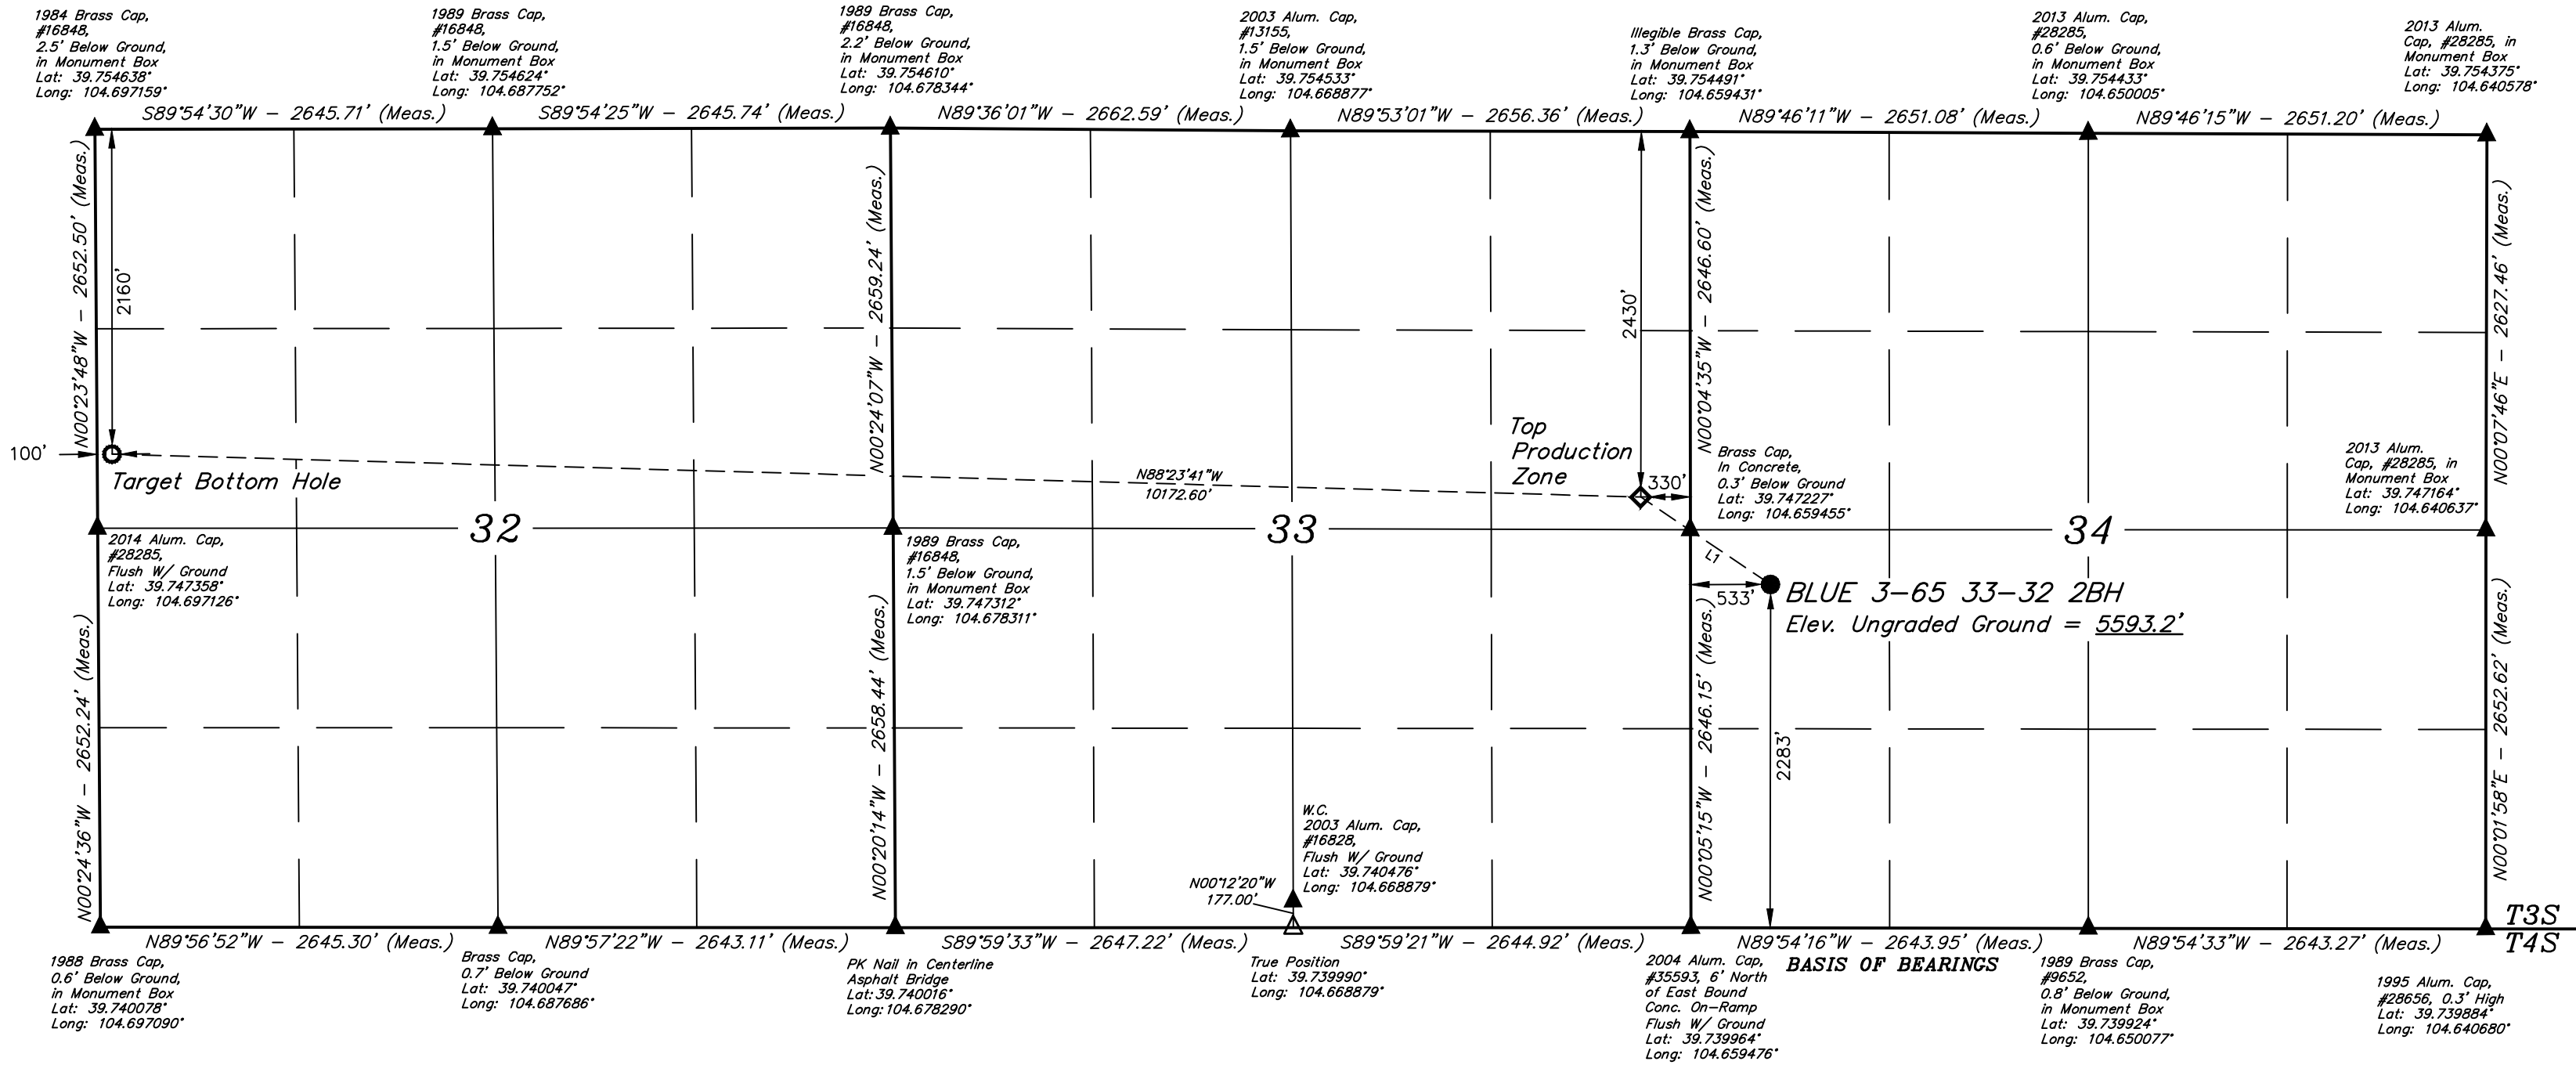 1984 Brass Cap,
#16848,
2.5' Below Ground,
in Monument Box
Lat: 39.754638°
Long: 104.697159°
1989 Brass Cap,
#16848,
1.5' Below Ground,
in Monument Box
Lat: 39.754624°
Long: 104.687752°
1989 Brass Cap,
#16848,
2.2' Below Ground,
in Monument Box
Lat: 39.754610°
Long: 104.678344°
2003 Alum. Cap,
#13155,
1.5' Below Ground,
in Monument Box
Lat: 39.754533°
Long: 104.668877°
Illegible Brass Cap,
1.3' Below Ground,
in Monument Box
Lat: 39.754491°
Long: 104.659431°
2013 Alum. Cap,
#28285,
0.6' Below Ground,
in Monument Box
Lat: 39.754433°
Long: 104.650005°
2013 Alum.
Cap, #28285, in
Monument Box
Lat: 39.754375°
Long: 104.640578°
S89°54'30"W - 2645.71' (Meas.)
S89°54'25"W - 2645.74' (Meas.)
N89°36'01"W - 2662.59' (Meas.)
N89°53'01"W - 2656.36' (Meas.)
N89°46'11"W - 2651.08' (Meas.)
N89°46'15"W - 2651.20' (Meas.)
N00°23'48"W - 2652.50' (Meas.)
2160'
N00°24'07"W - 2659.24' (Meas.)
2430'
N00°04'35"W - 2646.60' (Meas.)
N00°07'46"E - 2627.46' (Meas.)
100'
Target Bottom Hole
N88°23'41"W
10172.60'
Top
Production
Zone
330'
Brass Cap,
In Concrete,
0.3' Below Ground
Lat: 39.747227°
Long: 104.659455°
2013 Alum.
Cap, #28285, in
Monument Box
Lat: 39.747164°
Long: 104.640637°
32
33
34
2014 Alum. Cap,
#28285,
Flush W/ Ground
Lat: 39.747358°
Long: 104.697126°
1989 Brass Cap,
#16848,
1.5' Below Ground,
in Monument Box
Lat: 39.747312°
Long: 104.678311°
L1
533'
BLUE 3-65 33-32 2BH
Elev. Ungraded Ground = 5593.2'
N00°24'36"W - 2652.24' (Meas.)
N00°20'14"W - 2658.44' (Meas.)
N00°05'15"W - 2646.15' (Meas.)
2283'
N00°01'58"E - 2652.62' (Meas.)
W.C.
2003 Alum. Cap,
#16828,
Flush W/ Ground
Lat: 39.740476°
Long: 104.668879°
N00°12'20"W
177.00'
T3S
T4S
N89°56'52"W - 2645.30' (Meas.)
N89°57'22"W - 2643.11' (Meas.)
S89°59'33"W - 2647.22' (Meas.)
S89°59'21"W - 2644.92' (Meas.)
N89°54'16"W - 2643.95' (Meas.)
BASIS OF BEARINGS
N89°54'33"W - 2643.27' (Meas.)
1988 Brass Cap,
0.6' Below Ground,
in Monument Box
Lat: 39.740078°
Long: 104.697090°
Brass Cap,
0.7' Below Ground
Lat: 39.740047°
Long: 104.687686°
PK Nail in Centerline
Asphalt Bridge
Lat:39.740016°
Long:104.678290°
True Position
Lat: 39.739990°
Long: 104.668879°
2004 Alum. Cap,
#35593, 6' North
of East Bound
Conc. On-Ramp
Flush W/ Ground
Lat: 39.739964°
Long: 104.659476°
1989 Brass Cap,
#9652,
0.8' Below Ground,
in Monument Box
Lat: 39.739924°
Long: 104.650077°
1995 Alum. Cap,
#28656, 0.3' High
Lat: 39.739884°
Long: 104.640680°